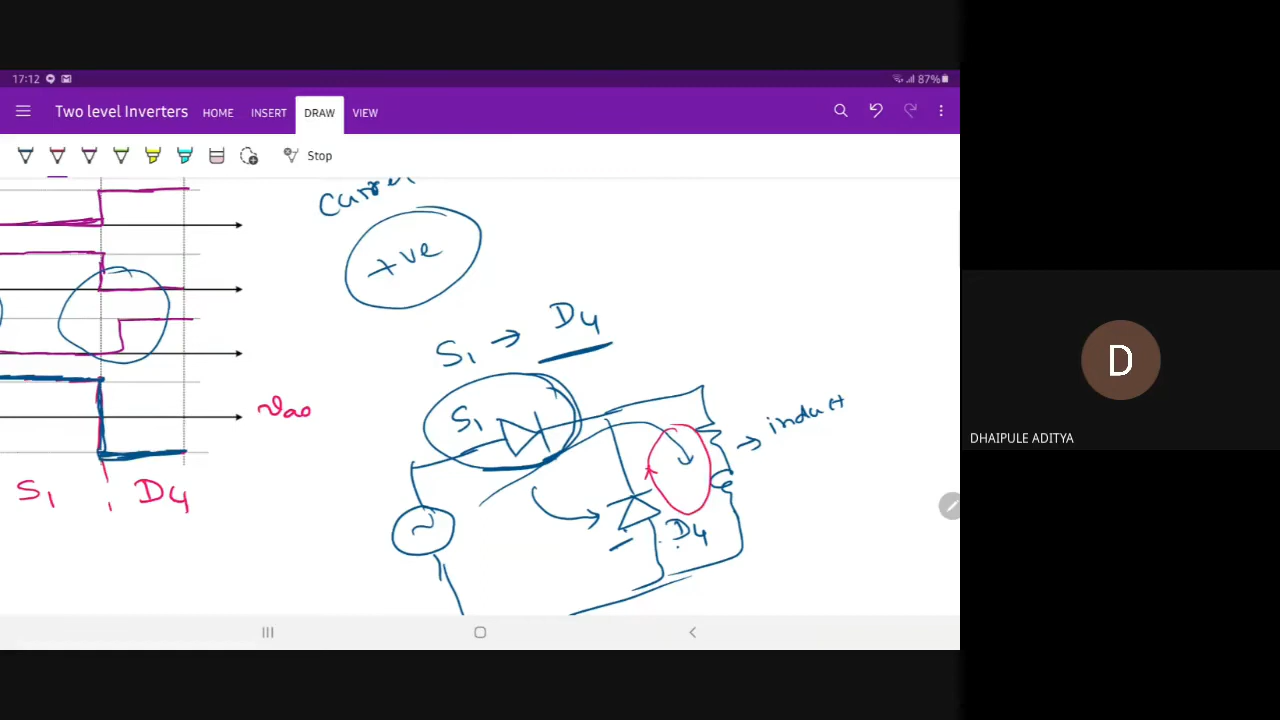 17:12 87%
Two level Inverters HOME INSERT DRAW VIEW
Stop
+ve
S1 → D4
S1
induct
vao
S1 D4
D4
D
DHAIPULE ADITYA